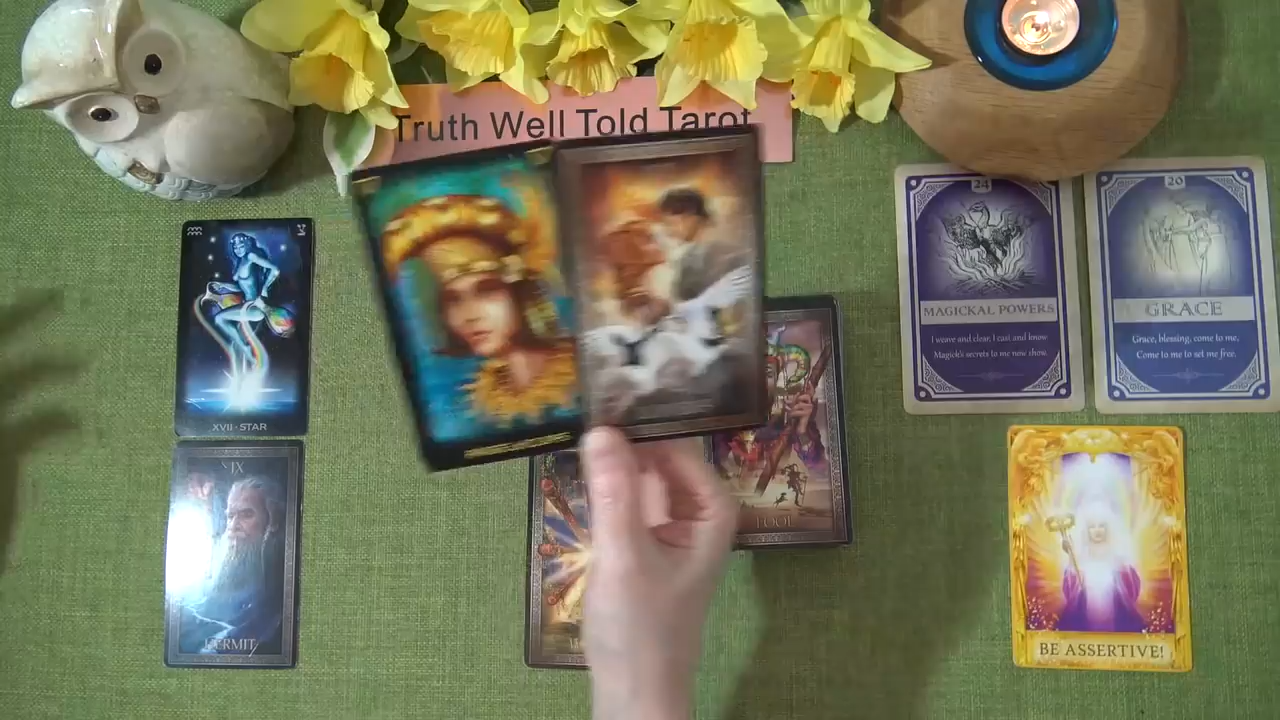 Truth Well Told Tarot
XVII-STAR
IX
HERMIT
FOOL
24
MAGICKAL POWERS
I weave and clear, I cast and know
Magick's secrets to me now show.
20
GRACE
Grace, blessing, come to me,
Come to me to set me free.
BE ASSERTIVE!